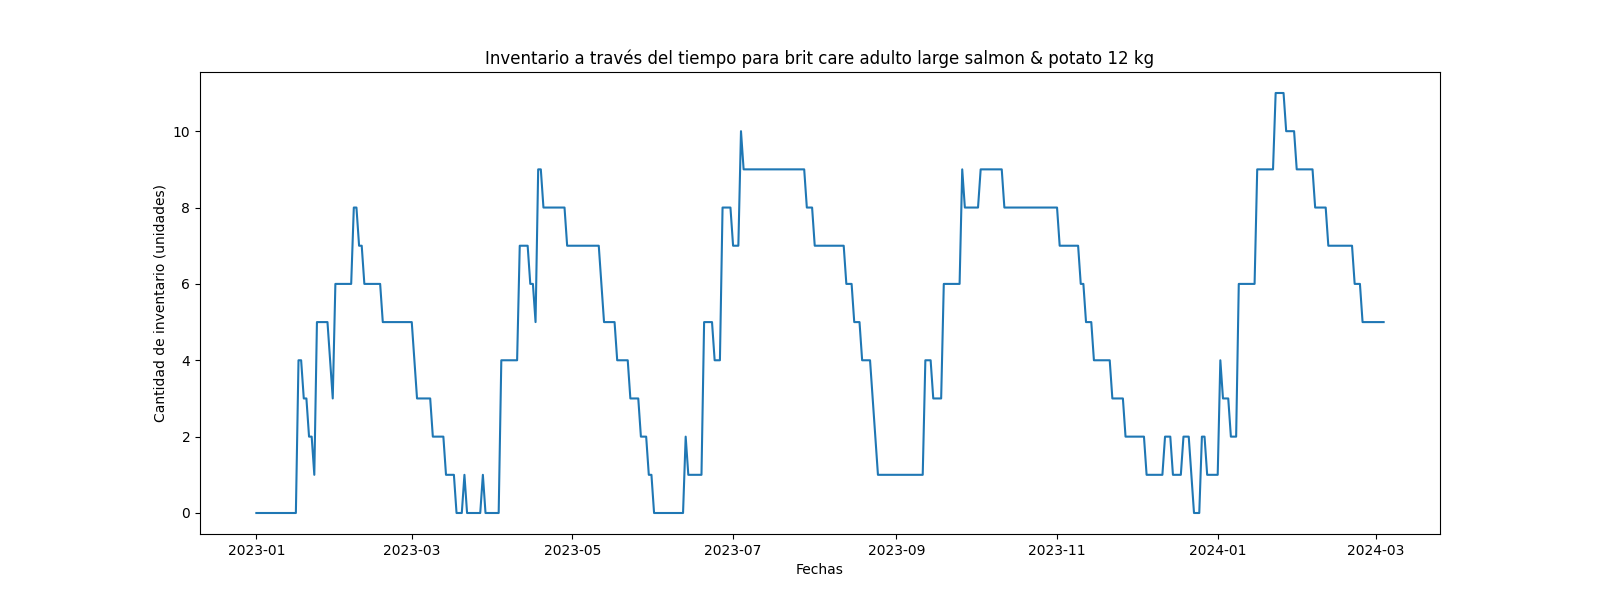 Inventario a través del tiempo para brit care adulto large salmon & potato 12 kg
Cantidad de inventario (unidades)
10
8
6
4
2
0
2023-01 2023-03 2023-05 2023-07 2023-09 2023-11 2024-01 2024-03
Fechas